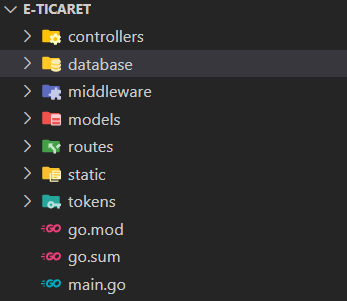 E-TICARET
controllers
database
middleware
models
routes
static
tokens
go.mod
go.sum
main.go